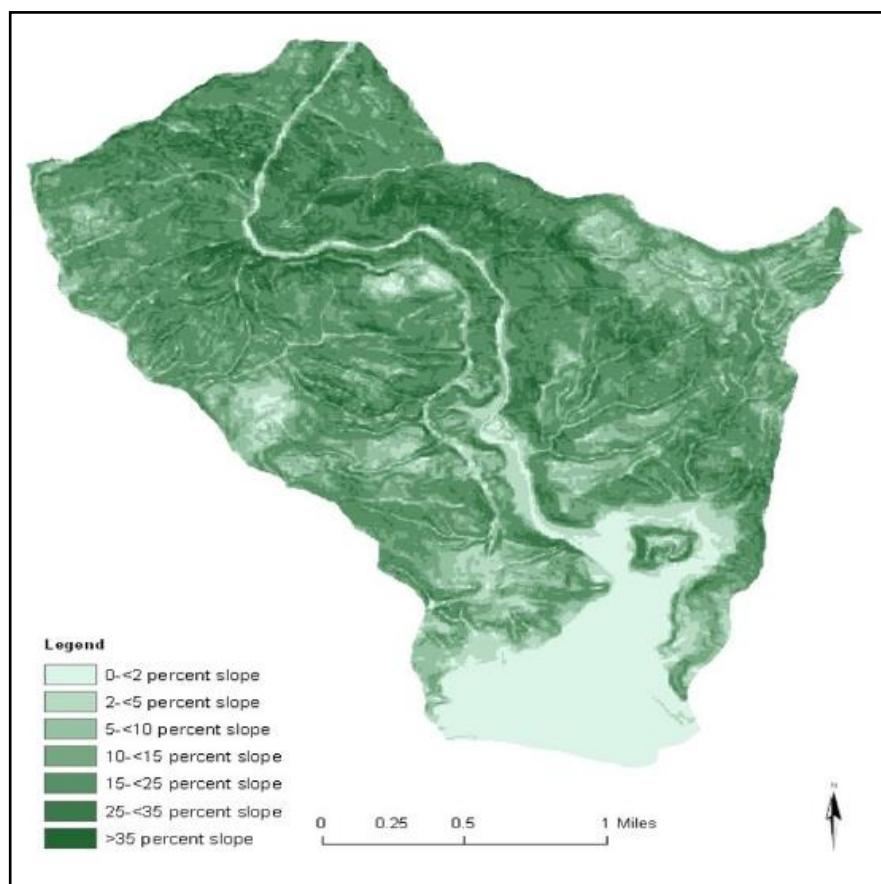 Legend
0-<2 percent slope
2-<5 percent slope
5-<10 percent slope
10-<15 percent slope
15-<25 percent slope
25-<35 percent slope
>35 percent slope
0 0.25 0.5 1 Miles
N